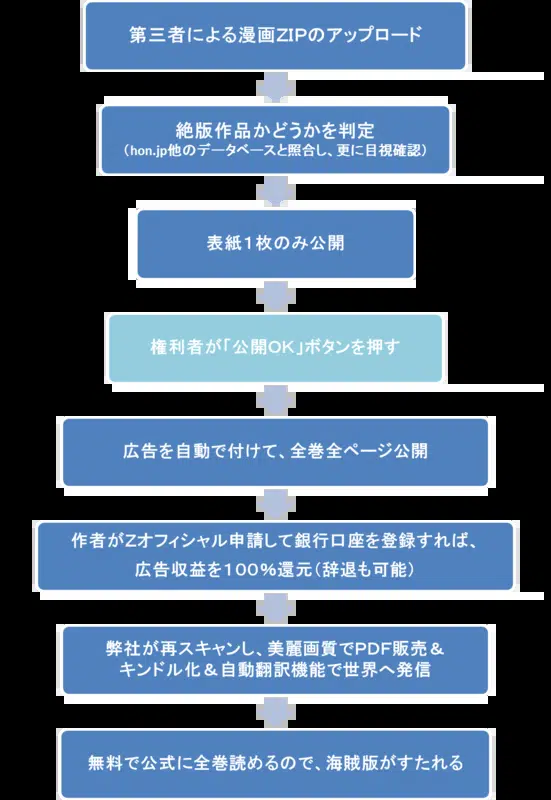 第三者による漫画ZIPのアップロード
絶版作品かどうかを判定
(hon.jp他のデータベースと照合し、更に目視確認)
表紙1枚のみ公開
権利者が「公開OK」ボタンを押す
広告を自動で付けて、全巻全ページ公開
作者がZオフィシャル申請して銀行口座を登録すれば、
広告収益を100%還元(辞退も可能)
弊社が再スキャンし、美麗画質でPDF販売&
キンドル化&自動翻訳機能で世界へ発信
無料で公式に全巻読めるので、海賊版がすたれる